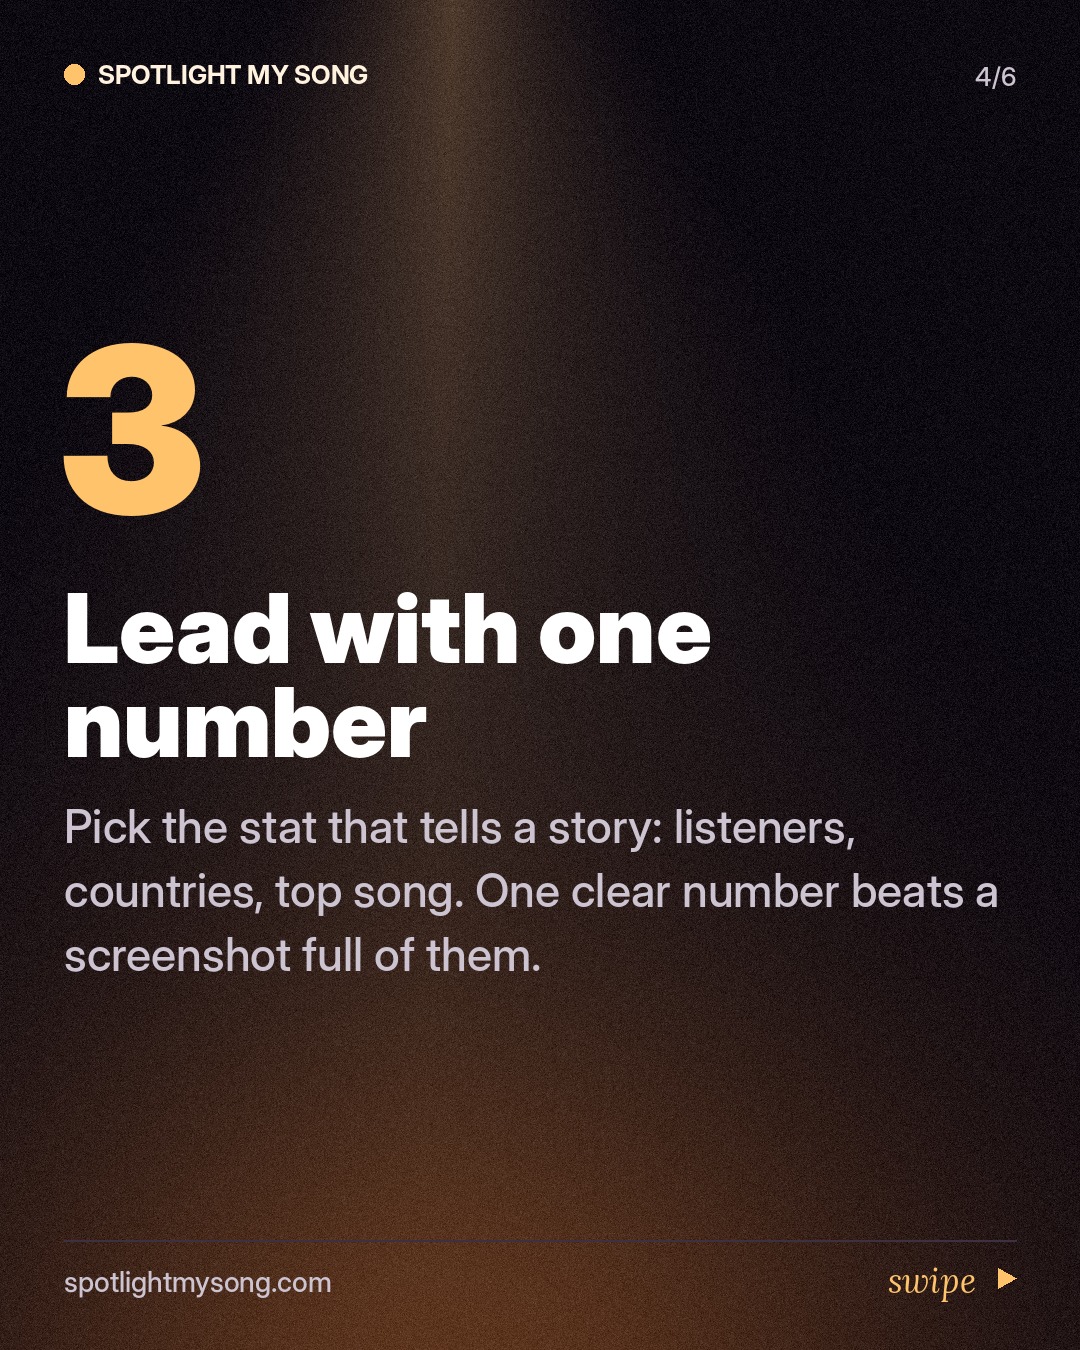 SPOTLIGHT MY SONG
4/6
3
Lead with one
number
Pick the stat that tells a story: listeners,
countries, top song. One clear number beats a
screenshot full of them.
spotlightmysong.com
swipe